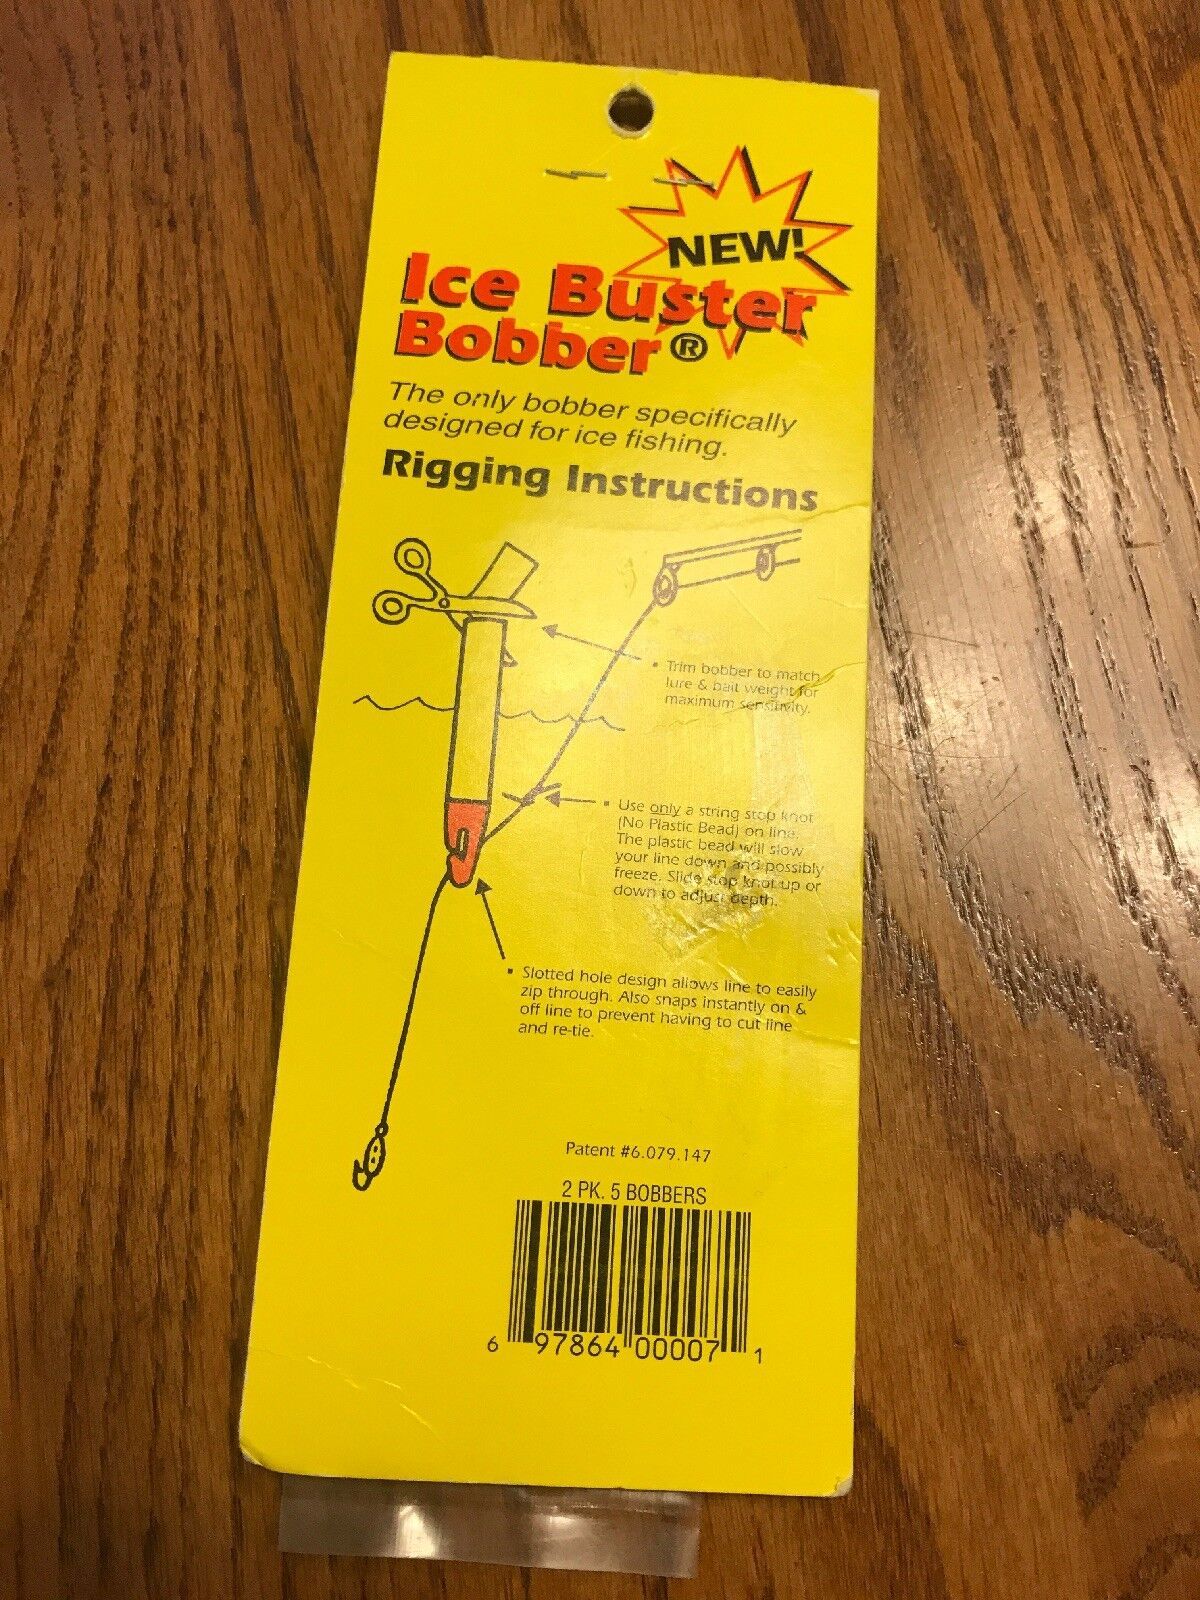 NEW!
Ice Buster
Bobber®
The only bobber specifically
designed for ice fishing.
Rigging Instructions
▪ Trim bobber to match
lure & bait weight for
maximum sensitivity.
▪ Use only a string stop knot
(No Plastic Bead) on line.
The plastic bead will slow
your line down and possibly
freeze. Slide stop knot up or
down to adjust depth.
▪ Slotted hole design allows line to easily
zip through. Also snaps instantly on &
off line to prevent having to cut line
and re-tie.
Patent #6.079.147
2 PK. 5 BOBBERS
6 97864 00007 1